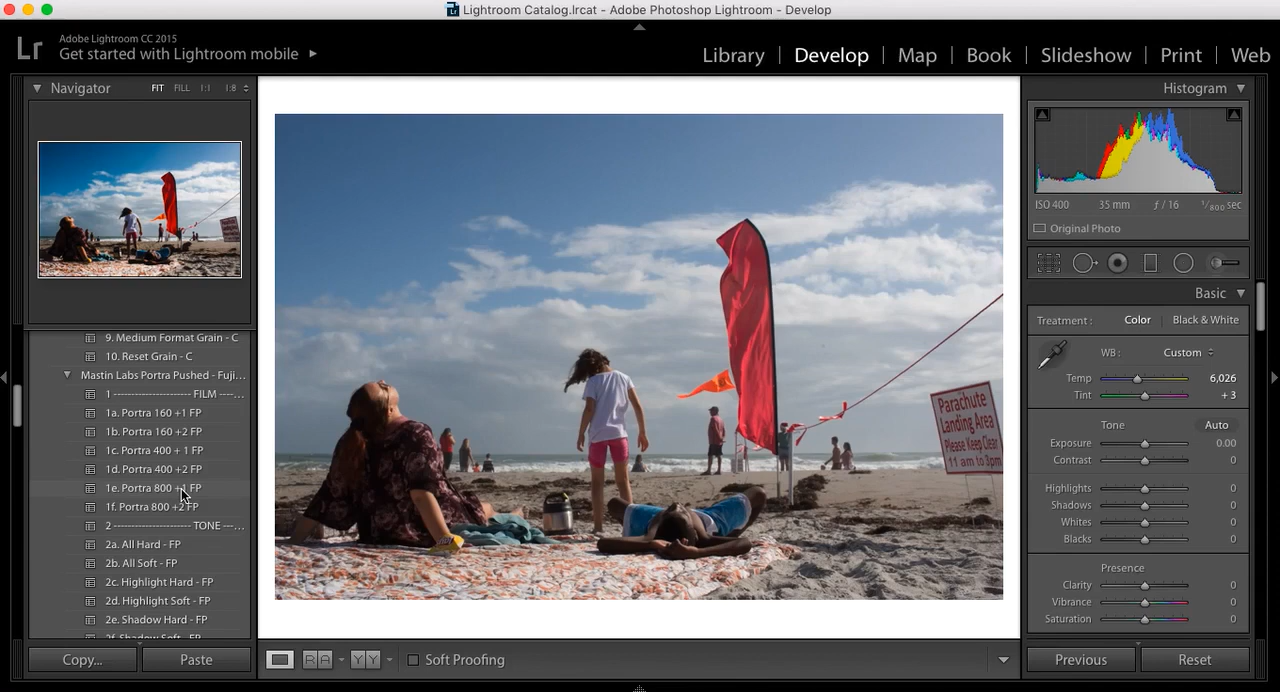 Lightroom Catalog.lrcat - Adobe Photoshop Lightroom - Develop
Lr
Adobe Lightroom CC 2015
Get started with Lightroom mobile
Library
Develop
Map
Book
Slideshow
Print
Web
Navigator
FIT
FILL
1:1
1:8
9. Medium Format Grain - C
10. Reset Grain - C
Mastin Labs Portra Pushed - Fuji...
1 ---------------------- FILM ----...
1a. Portra 160 +1 FP
1b. Portra 160 +2 FP
1c. Portra 400 + 1 FP
1d. Portra 400 +2 FP
1e. Portra 800 +1 FP
1f. Portra 800 +2 FP
2 ---------------------- TONE ---...
2a. All Hard - FP
2b. All Soft - FP
2c. Highlight Hard - FP
2d. Highlight Soft - FP
2e. Shadow Hard - FP
2f. Shadow Soft - FP
Copy...
Paste
Parachute
Landing Area
Please Keep Clear
11 am to 3pm
R A
Y Y
Soft Proofing
Histogram
ISO 400
35 mm
ƒ / 16
1/800 sec
Original Photo
Basic
Treatment :
Color
Black & White
WB :
Custom
Temp
6,026
Tint
+ 3
Tone
Auto
Exposure
0.00
Contrast
0
Highlights
0
Shadows
0
Whites
0
Blacks
0
Presence
Clarity
0
Vibrance
0
Saturation
0
Previous
Reset